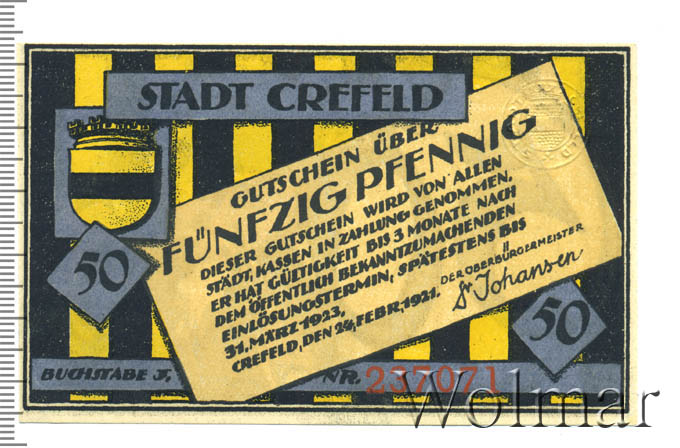 STADT CREFELD
GUTSCHEIN ÜBER
FÜNFZIG PFENNIG
DIESER GUTSCHEIN WIRD VON ALLEN
STÄDT, KASSEN IN ZAHLUNG GENOMMEN.
ER HAT GÜLTIGKEIT BIS 3 MONATE NACH
DEM ÖFFENTLICH BEKANNTZUMACHENDEN
EINLÖSUNGSTERMIN, SPÄTESTENS BIS
31. MÄRZ 1923,
CREFELD, DEN 24, FEBR, 1921.
DER OBERBÜRGERMEISTER
Dr Johansen
50
50
BUCHSTABE J,
NR. 237071
Wolmar